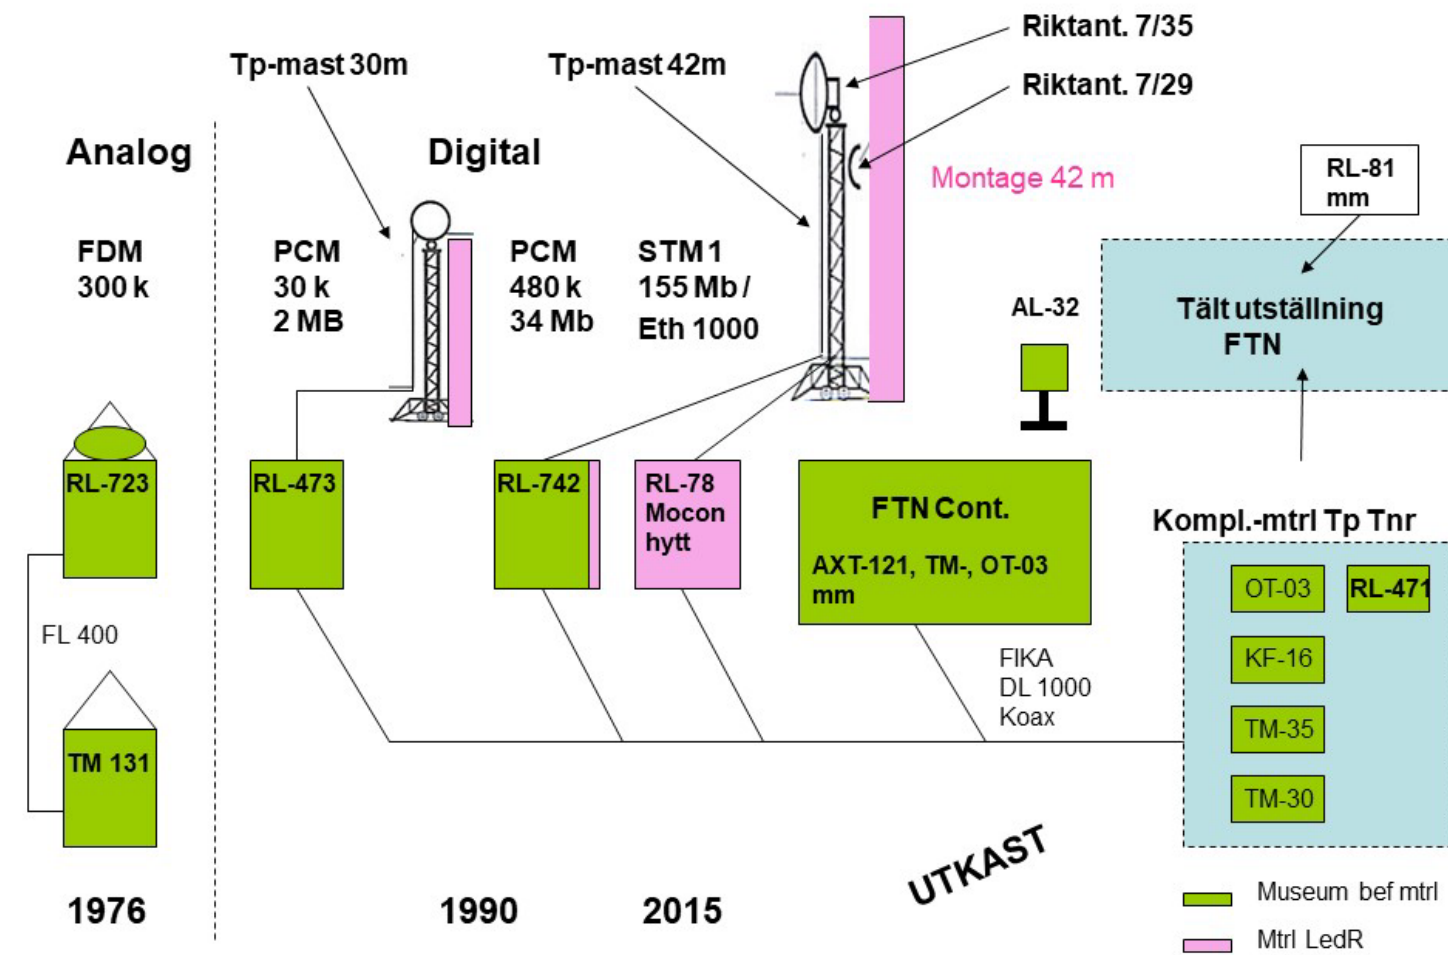 Tp-mast 30m
Tp-mast 42m
Riktant. 7/35
Riktant. 7/29
Analog
Digital
Montage 42 m
RL-81
mm
FDM
300 k
PCM
30 k
2 MB
PCM
480 k
34 Mb
STM 1
155 Mb /
Eth 1000
AL-32
Tält utställning
FTN
RL-723
RL-473
RL-742
RL-78
Mocon
hytt
FTN Cont.
AXT-121, TM-, OT-03
mm
Kompl.-mtrl Tp Tnr
OT-03
RL-471
KF-16
TM-35
TM-30
FL 400
TM 131
FIKA
DL 1000
Koax
UTKAST
1976
1990
2015
Museum bef mtrl
Mtrl LedR